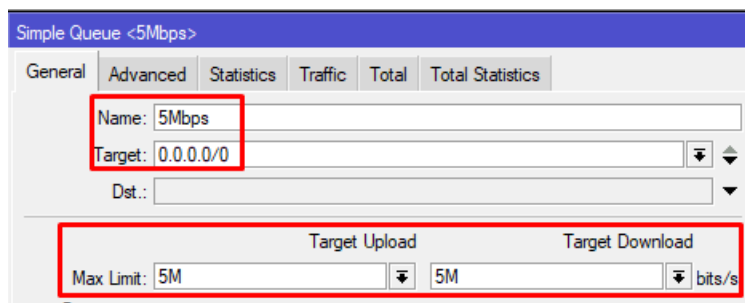 Simple Queue <5Mbps>
General Advanced Statistics Traffic Total Total Statistics
Name: 5Mbps
Target: 0.0.0.0/0
Dst.:
Target Upload Target Download
Max Limit: 5M 5M bits/s